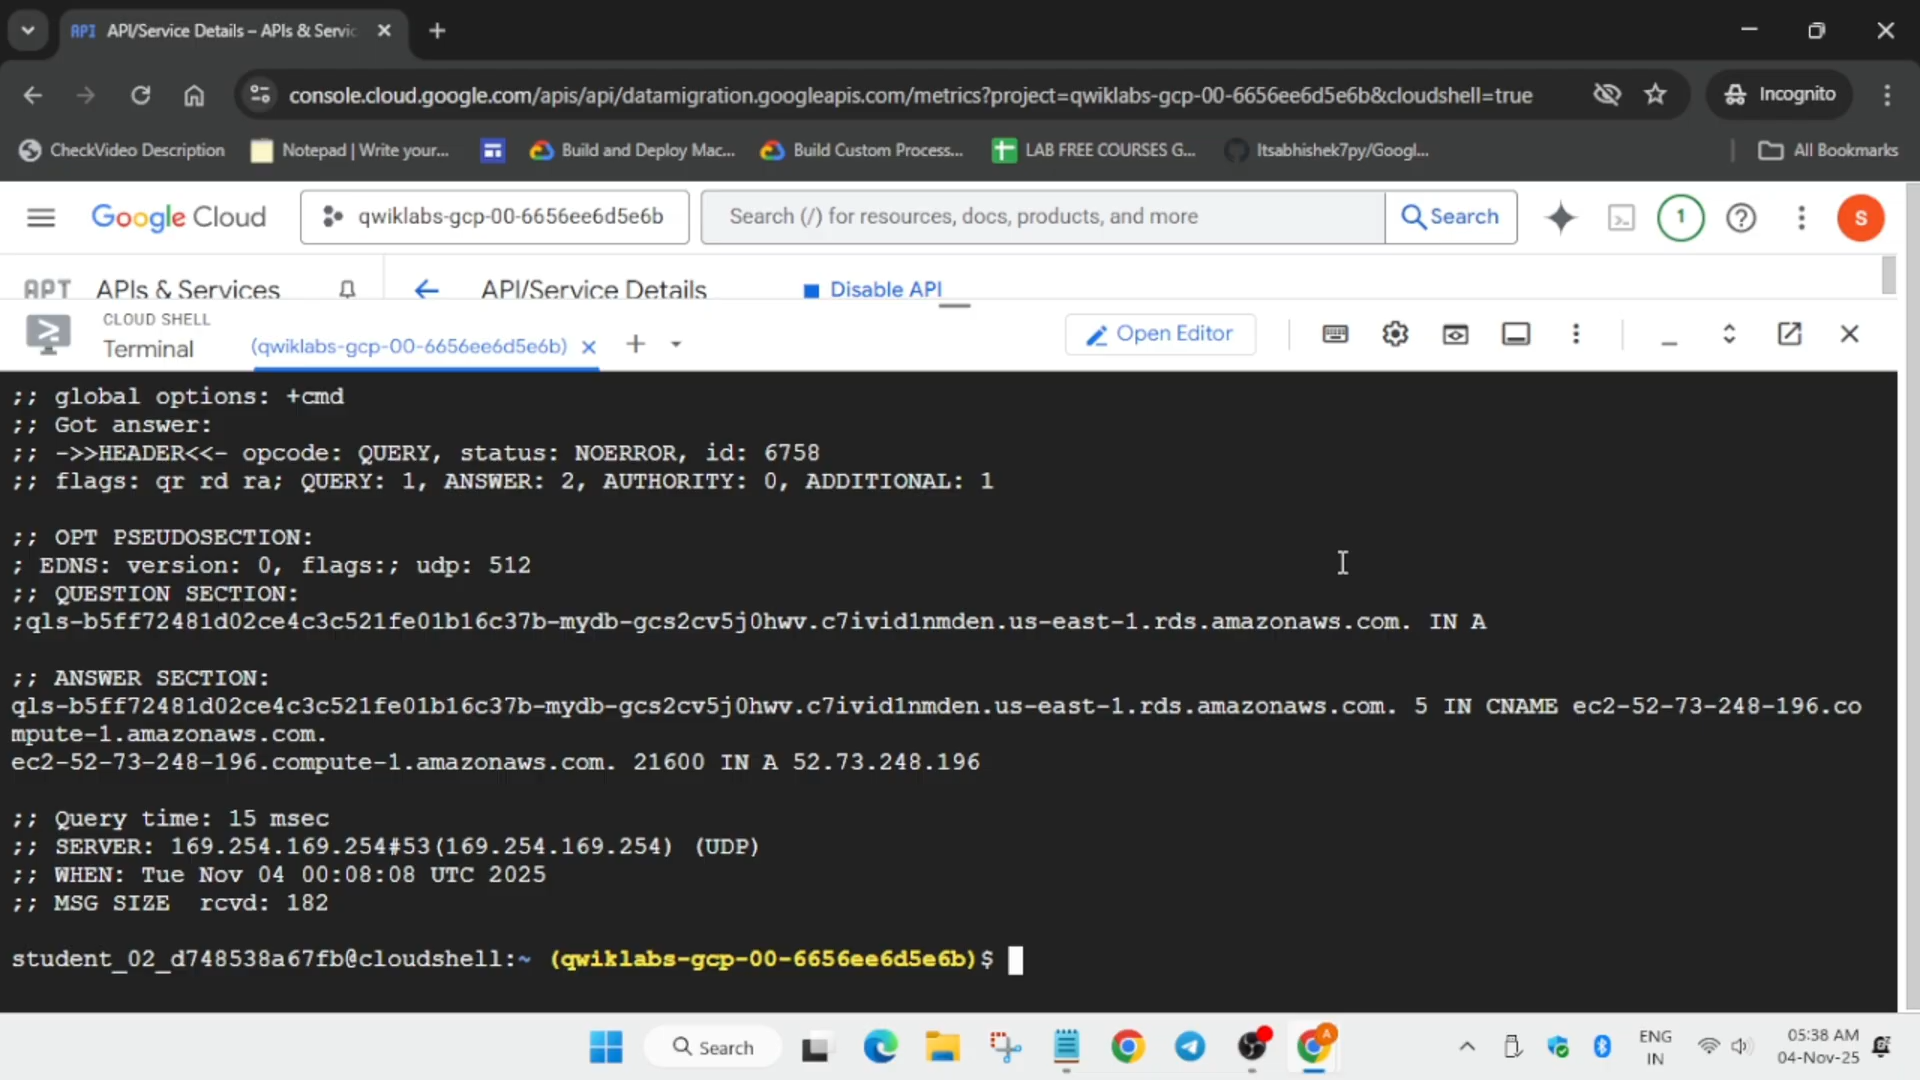 API API/Service Details – APIs & Servic
console.cloud.google.com/apis/api/datamigration.googleapis.com/metrics?project=qwiklabs-gcp-00-6656ee6d5e6b&cloudshell=true
Incognito
CheckVideo Description
Notepad | Write your...
Build and Deploy Mac...
Build Custom Process...
LAB FREE COURSES G...
Itsabhishek7py/Googl...
All Bookmarks
Google Cloud
qwiklabs-gcp-00-6656ee6d5e6b
Search (/) for resources, docs, products, and more
Search
1
S
API APIs & Services
API/Service Details
Disable API
CLOUD SHELL
Terminal
(qwiklabs-gcp-00-6656ee6d5e6b)
Open Editor
;; global options: +cmd
;; Got answer:
;; ->>HEADER<<- opcode: QUERY, status: NOERROR, id: 6758
;; flags: qr rd ra; QUERY: 1, ANSWER: 2, AUTHORITY: 0, ADDITIONAL: 1
;; OPT PSEUDOSECTION:
; EDNS: version: 0, flags:; udp: 512
;; QUESTION SECTION:
;qls-b5ff72481d02ce4c3c521fe01b16c37b-mydb-gcs2cv5j0hwv.c7ivid1nmden.us-east-1.rds.amazonaws.com. IN A
;; ANSWER SECTION:
qls-b5ff72481d02ce4c3c521fe01b16c37b-mydb-gcs2cv5j0hwv.c7ivid1nmden.us-east-1.rds.amazonaws.com. 5 IN CNAME ec2-52-73-248-196.co
mpute-1.amazonaws.com.
ec2-52-73-248-196.compute-1.amazonaws.com. 21600 IN A 52.73.248.196
;; Query time: 15 msec
;; SERVER: 169.254.169.254#53(169.254.169.254) (UDP)
;; WHEN: Tue Nov 04 00:08:08 UTC 2025
;; MSG SIZE  rcvd: 182
student_02_d748538a67fb@cloudshell:~ (qwiklabs-gcp-00-6656ee6d5e6b)$
Search
A
ENG
IN
05:38 AM
04-Nov-25